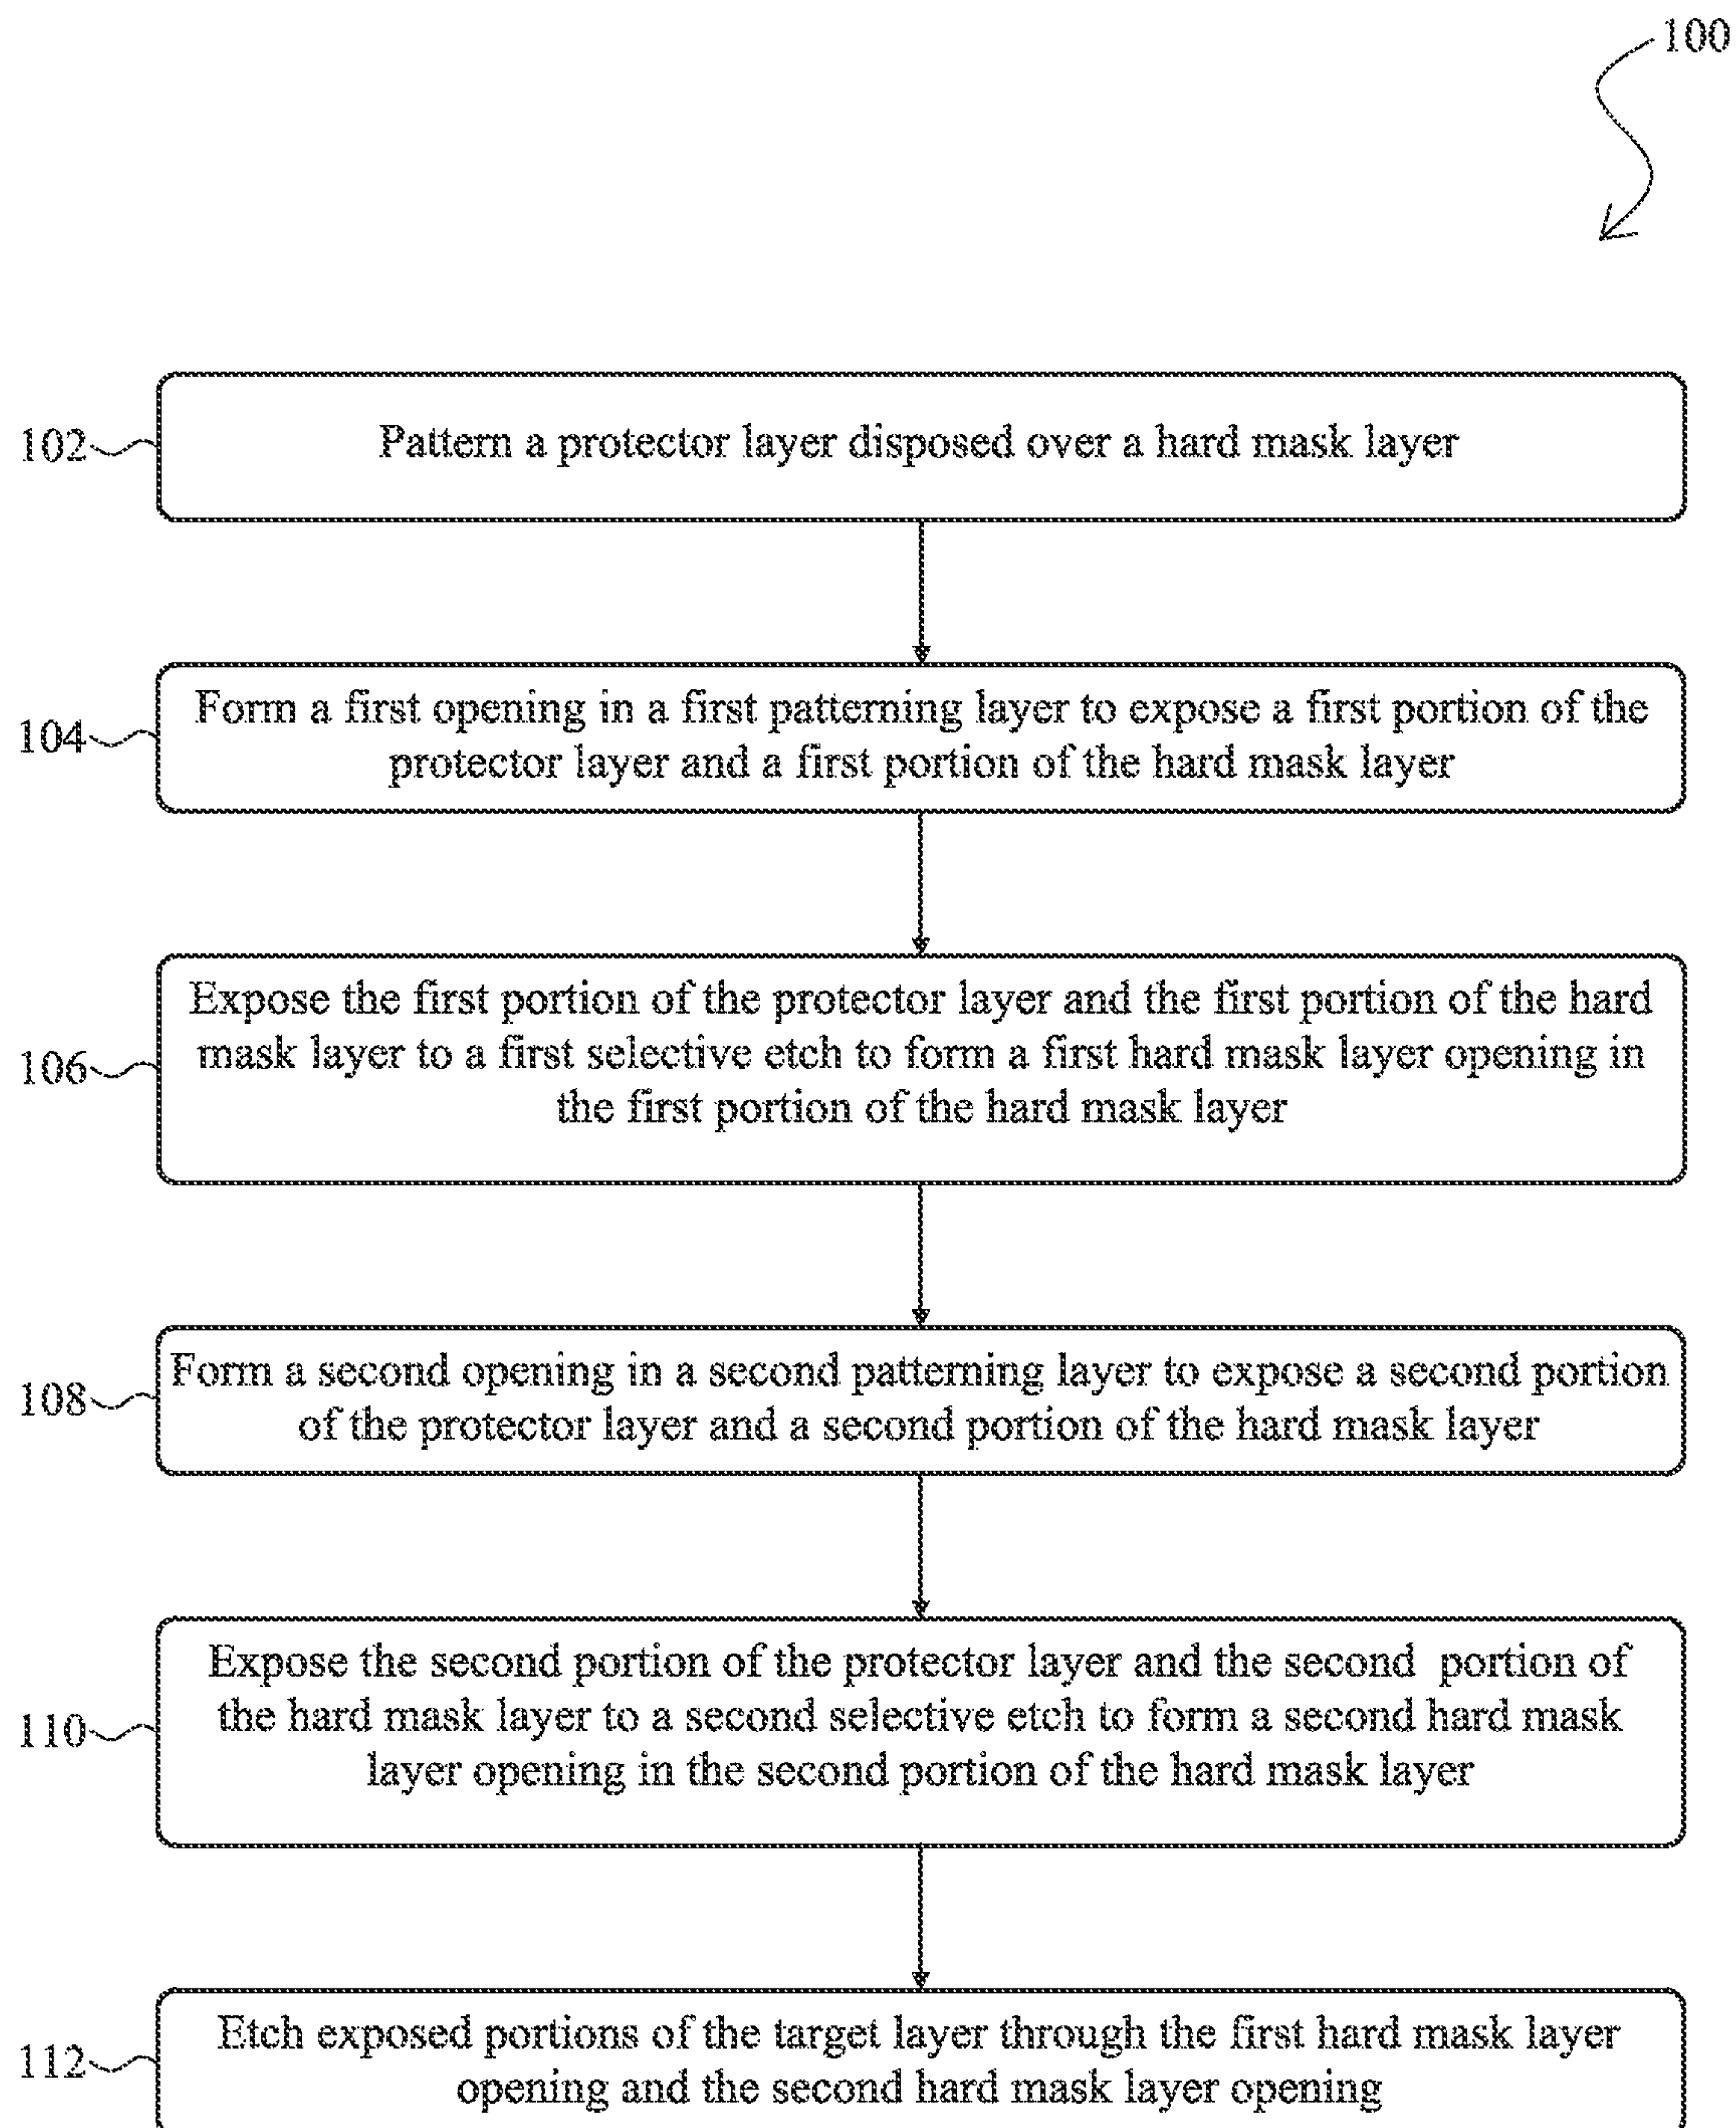 100
102
Pattern a protector layer disposed over a hard mask layer
104
Form a first opening in a first patterning layer to expose a first portion of the
protector layer and a first portion of the hard mask layer
106
Expose the first portion of the protector layer and the first portion of the hard
mask layer to a first selective etch to form a first hard mask layer opening in
the first portion of the hard mask layer
108
Form a second opening in a second patterning layer to expose a second portion
of the protector layer and a second portion of the hard mask layer
110
Expose the second portion of the protector layer and the second portion of
the hard mask layer to a second selective etch to form a second hard mask
layer opening in the second portion of the hard mask layer
112
Etch exposed portions of the target layer through the first hard mask layer
opening and the second hard mask layer opening